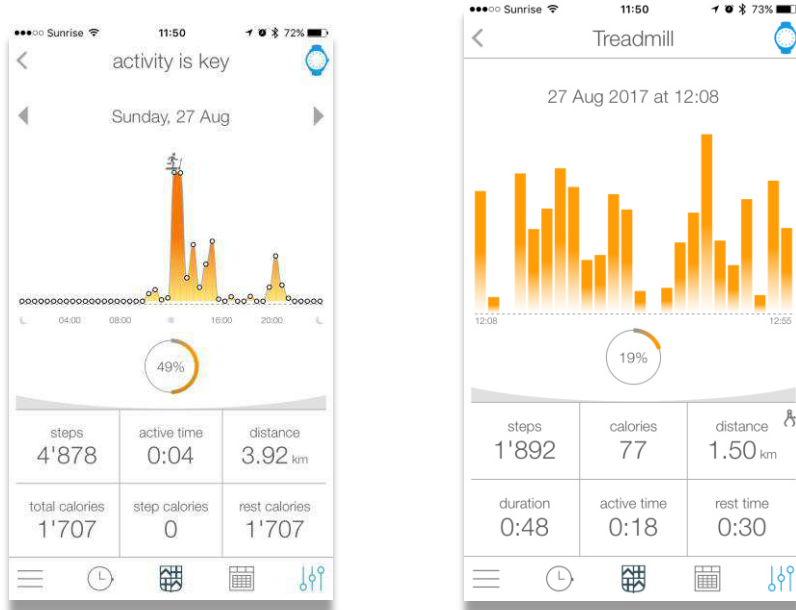 Sunrise 11:50 72%
activity is key
Sunday, 27 Aug
04:00 08:00 16:00 20:00
49%
steps active time distance
4'878 0:04 3.92 km
total calories step calories rest calories
1'707 0 1'707
Sunrise 11:50 73%
Treadmill
27 Aug 2017 at 12:08
12:08 12:55
19%
steps calories distance
1'892 77 1.50 km
duration active time rest time
0:48 0:18 0:30